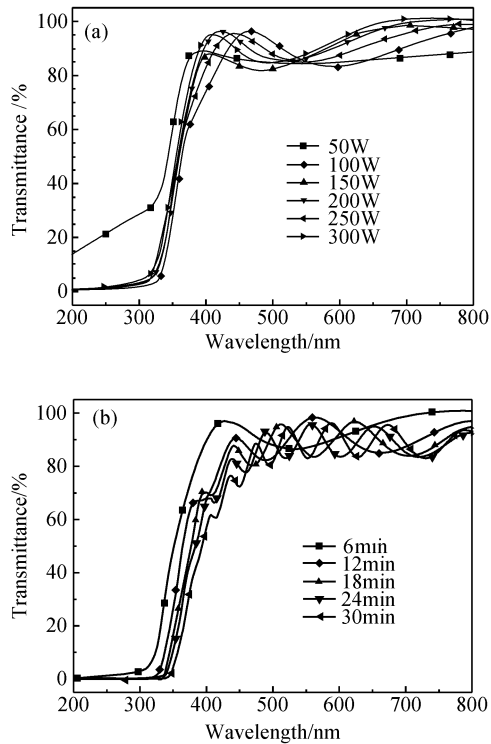 (a)
Transmittance /%
100
80
60
40
20
0
50W
100W
150W
200W
250W
300W
200 300 400 500 600 700 800
Wavelength/nm
(b)
Transmittance/%
100
80
60
40
20
0
6min
12min
18min
24min
30min
200 300 400 500 600 700 800
Wavelength/nm